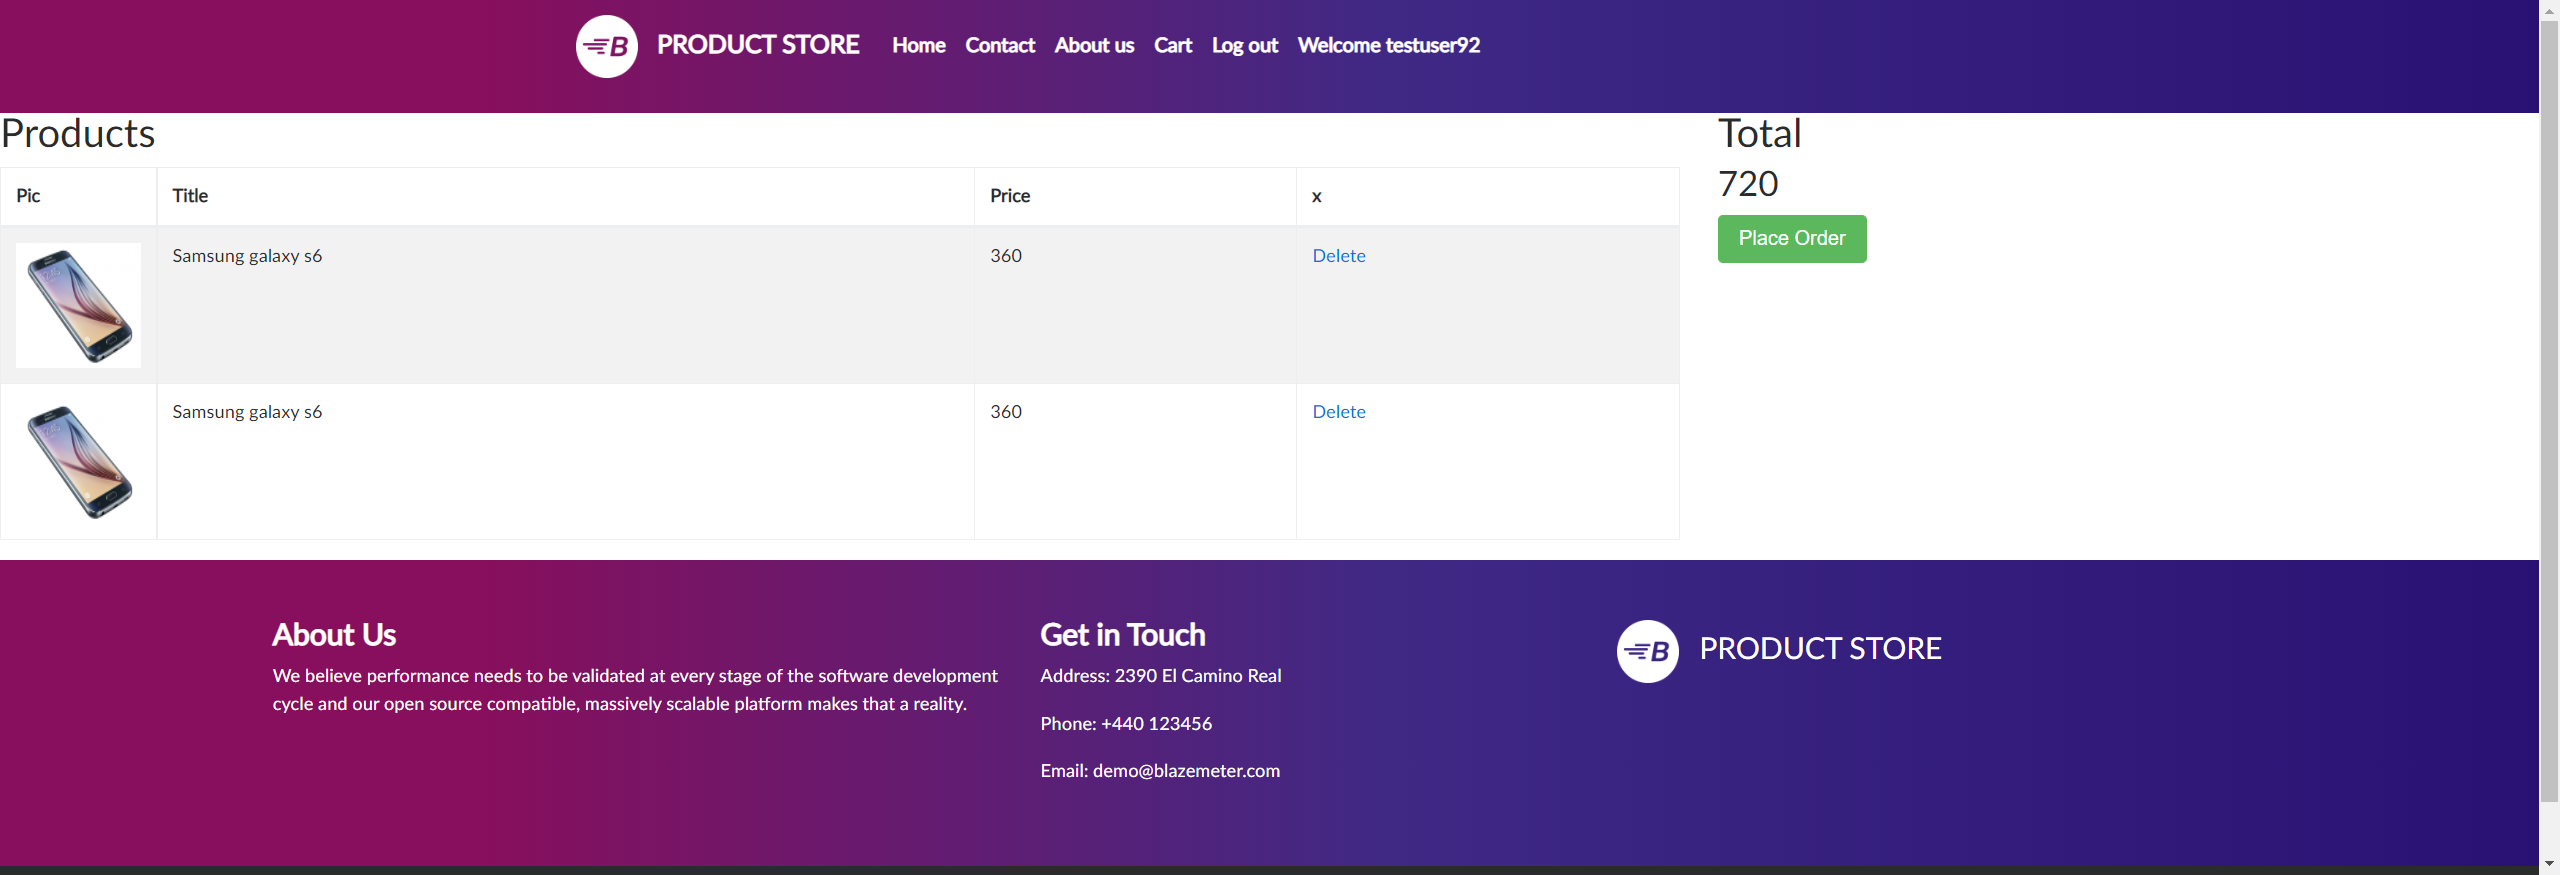 B PRODUCT STORE Home Contact About us Cart Log out Welcome testuser92
Products
Total
720
Place Order
Pic Title Price x
Samsung galaxy s6 360 Delete
Samsung galaxy s6 360 Delete
About Us
We believe performance needs to be validated at every stage of the software development
cycle and our open source compatible, massively scalable platform makes that a reality.
Get in Touch
Address: 2390 El Camino Real
Phone: +440 123456
Email: demo@blazemeter.com
B PRODUCT STORE